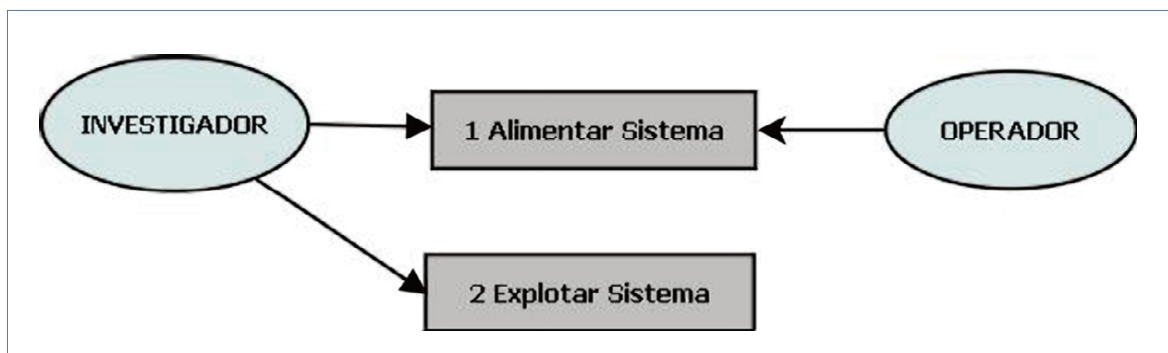 INVESTIGADOR
1 Alimentar Sistema
OPERADOR
2 Explotar Sistema